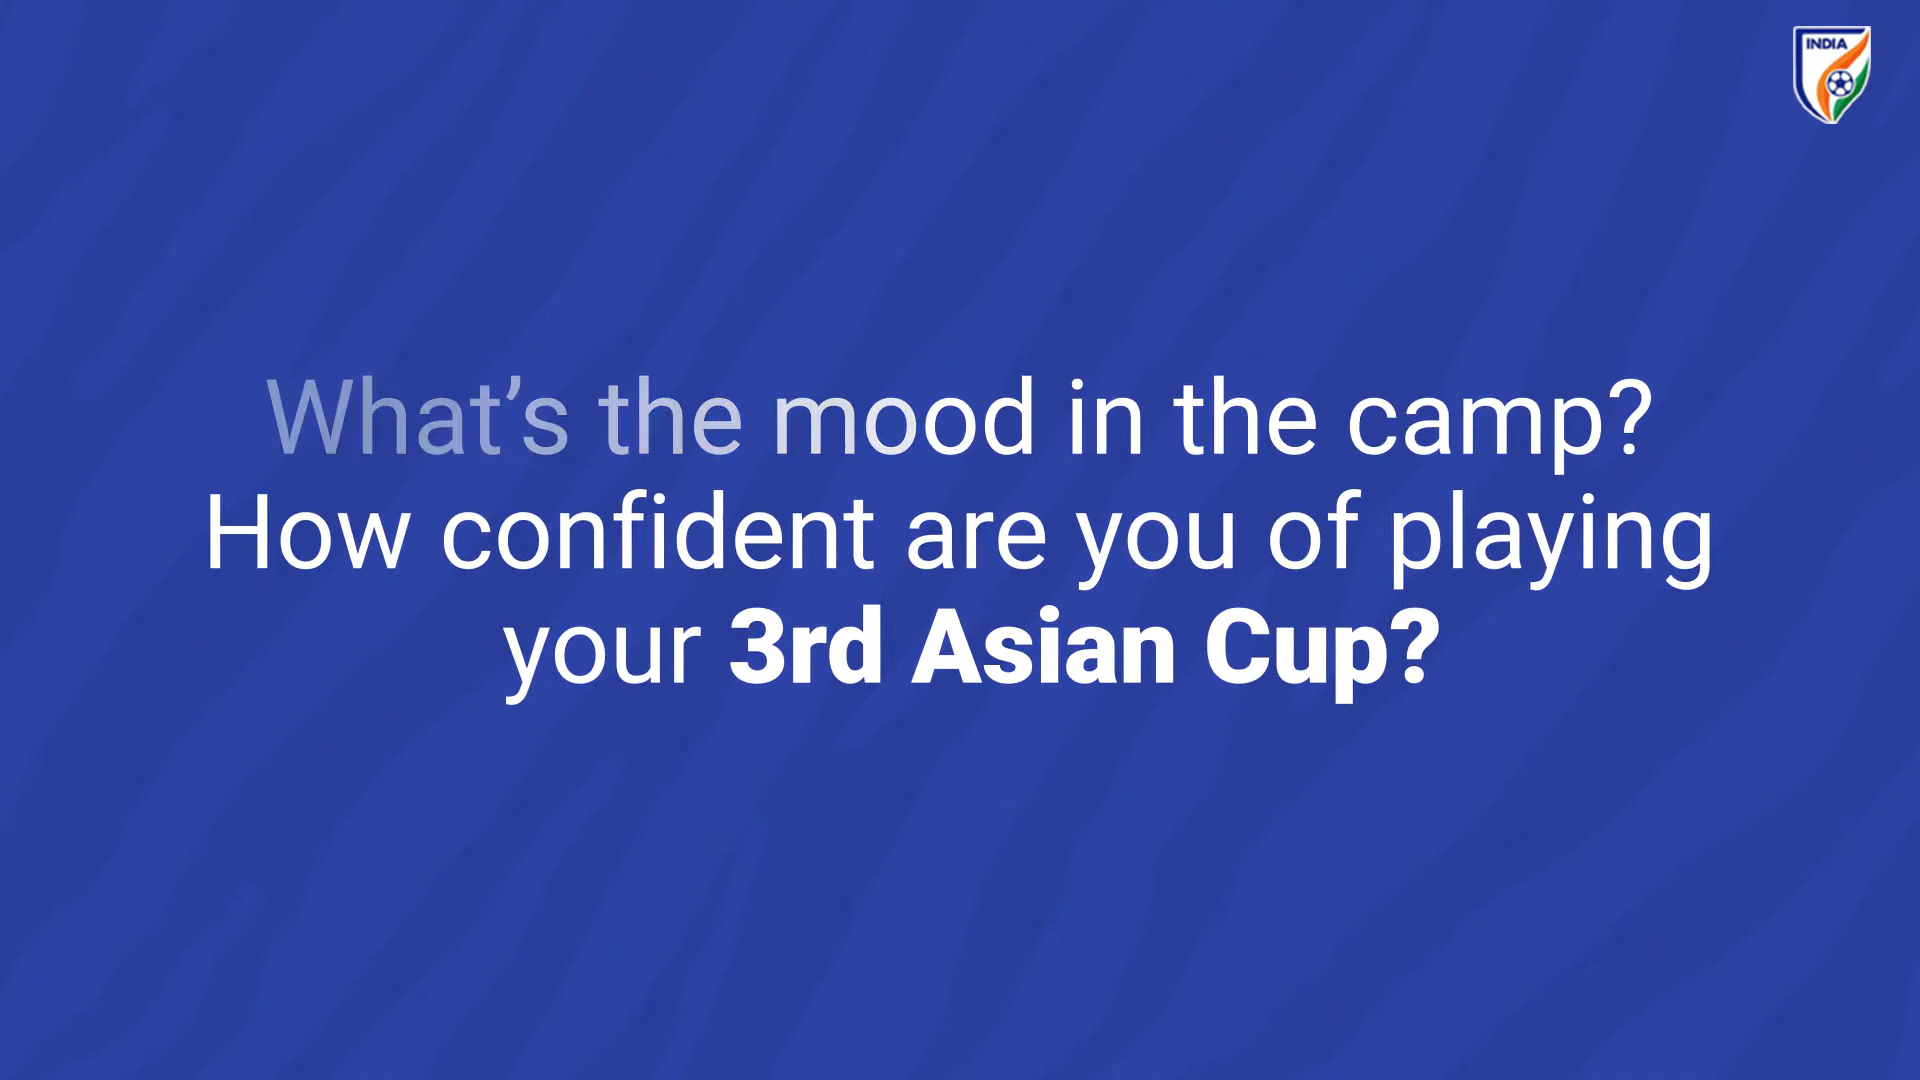 INDIA
What’s the mood in the camp?
How confident are you of playing
your 3rd Asian Cup?